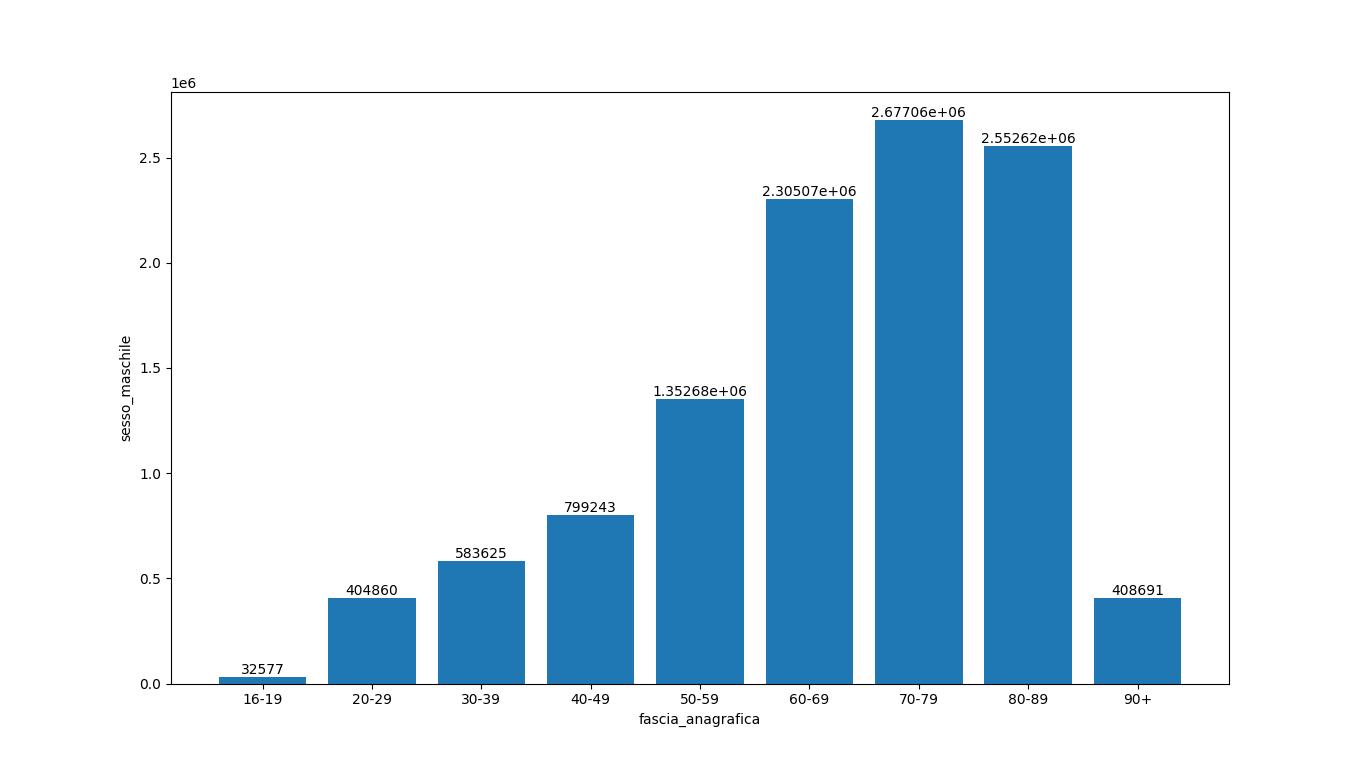 1e6
2.67706e+06
2.55262e+06
2.5
2.30507e+06
2.0
sesso_maschile
1.5
1.35268e+06
1.0
799243
583625
0.5
404860
408691
32577
0.0
16-19 20-29 30-39 40-49 50-59 60-69 70-79 80-89 90+
fascia_anagrafica